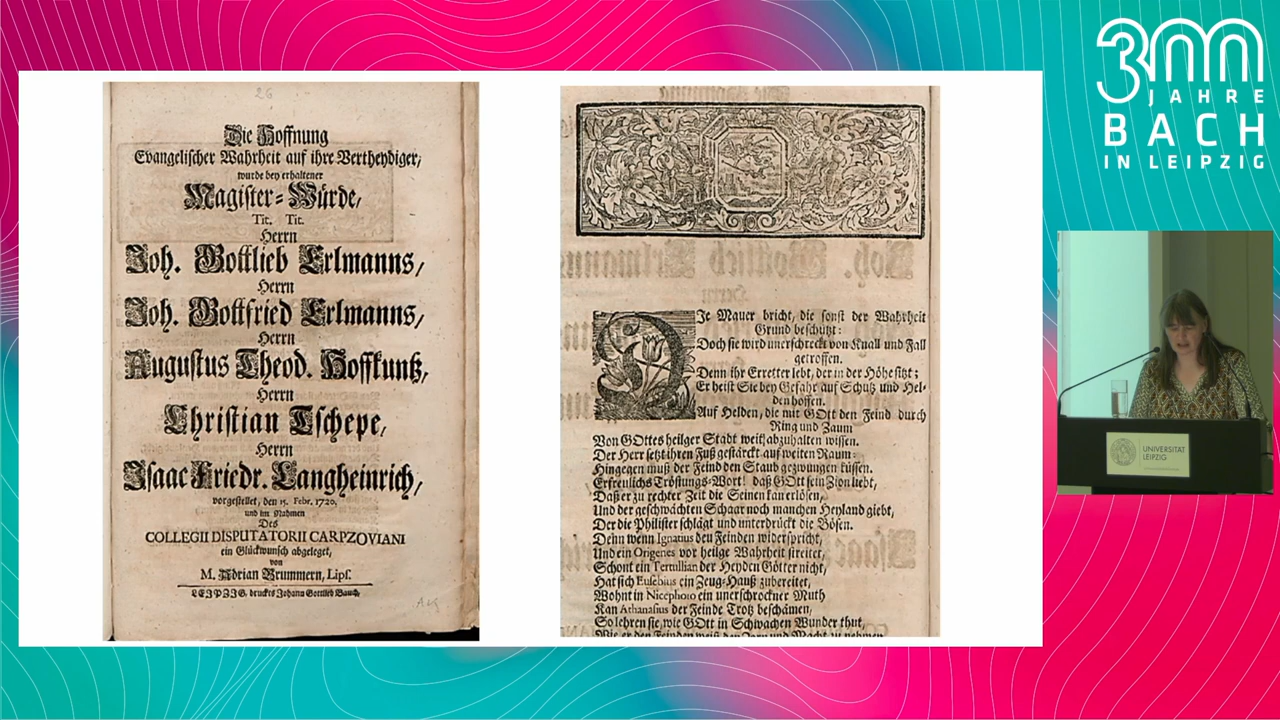 26
Die Hoffnung
Evangelischer Wahrheit auf ihre Vertheydiger,
wurde bey erhaltener
Magister-Würde,
Tit. Tit.
Herrn
Joh. Gottlieb Erlmanns,
Herrn
Joh. Gottfried Erlmanns,
Herrn
Augustus Theod. Hoffkuntz,
Herrn
Christian Tschepe,
Herrn
Isaac Friedr. Langheinrich,
vorgestellet, den 15. Febr. 1720.
und im Nahmen
Des
COLLEGII DISPUTATORII CARPZOVIANI
ein Glückwunsch abgeleget,
von
M. Adrian Brummern, Lips.
LEIPZIG, druckts Johann Gottlieb Bauch,
DJe Mauer bricht, die sonst der Wahrheit
Grund beschützt:
Doch sie wird unerschreckt von Knall und Fall
getroffen.
Denn ihr Erretter lebt, der in der Höhe sitzt;
Er heist Sie bey Gefahr auf Schutz und Hel-
den hoffen.
Auf Helden, die mit GOtt den Feind durch
Ring und Zaum
Von GOttes heilger Stadt weit abzuhalten wissen.
Der Herr setzt ihren Fuß gestärckt auf weiten Raum:
Hingegen muß der Feind den Staub gezwungen küssen.
Erfreulichs Tröstungs-Wort! daß GOtt sein Zion liebt,
Daß er zu rechter Zeit die Seinen kan erlösen,
Und der geschwächten Schaar noch manchen Heyland giebt,
Der die Philister schlägt und unterdrückt die Bösen.
Denn wenn Ignatius den Feinden widerspricht,
Und ein Origenes vor heilge Wahrheit streitet,
Schont ein Tertullian der Heyden Götter nicht,
Hat sich Eusebius ein Zeug-Hauß zubereitet,
Wohnt in Nicephoro ein unerschrockner Muth
Kan Athanasius der Feinde Trotz beschämen,
So lehren sie, wie GOtt in Schwachen Wunder thut,
300
JAHRE
BACH
IN LEIPZIG
UNIVERSITÄT
LEIPZIG